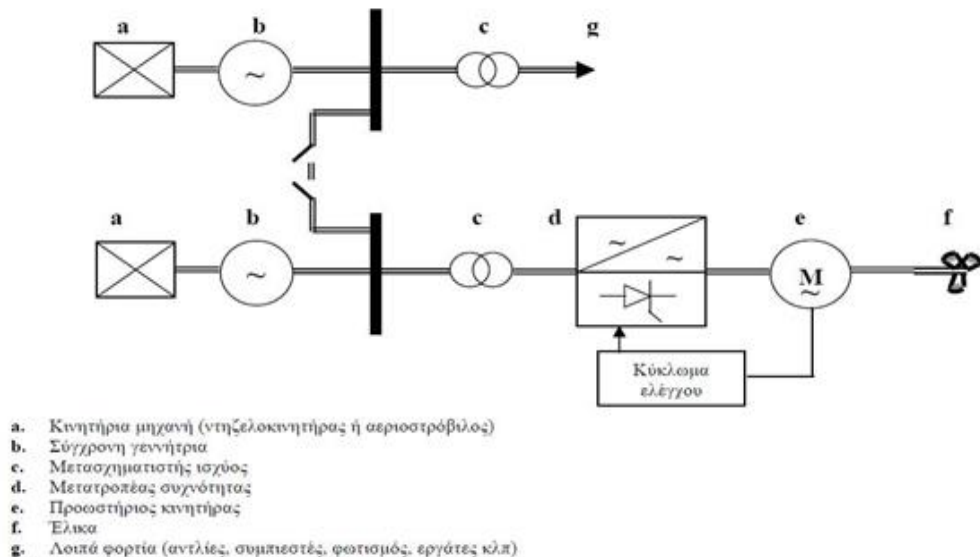 a b c g
~
a b c d e f
~ ~ ~ M ~
Κύκλωμα
ελέγχου
a. Κινητήρια μηχανή (ντηζελοκινητήρας ή αεριοστρόβιλος)
b. Σύγχρονη γεννήτρια
c. Μετασχηματιστής ισχύος
d. Μετατροπέας συχνότητας
e. Προωστήριος κινητήρας
f. Έλικα
g. Λοιπά φορτία (αντλίες, συμπιεστές, φωτισμός, εργάτες κλπ)